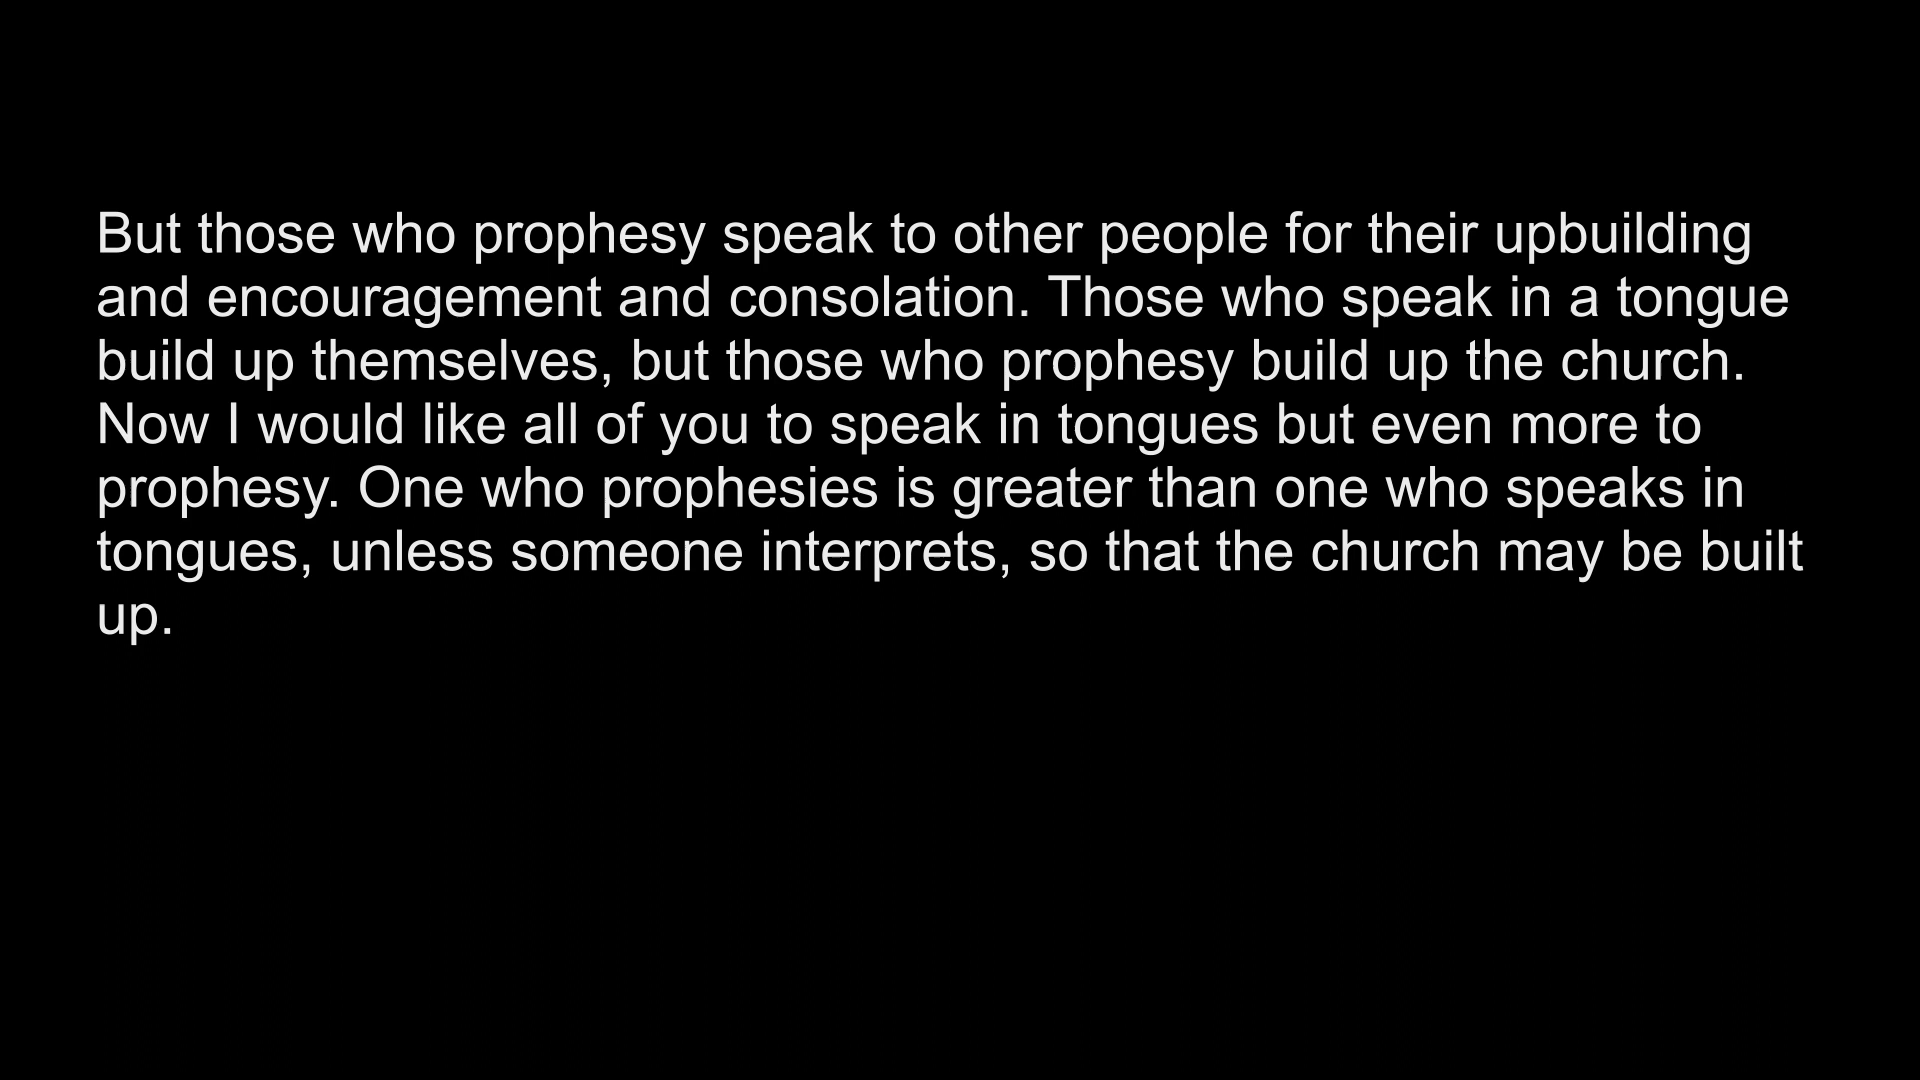 But those who prophesy speak to other people for their upbuilding
and encouragement and consolation. Those who speak in a tongue
build up themselves, but those who prophesy build up the church.
Now I would like all of you to speak in tongues but even more to
prophesy. One who prophesies is greater than one who speaks in
tongues, unless someone interprets, so that the church may be built
up.